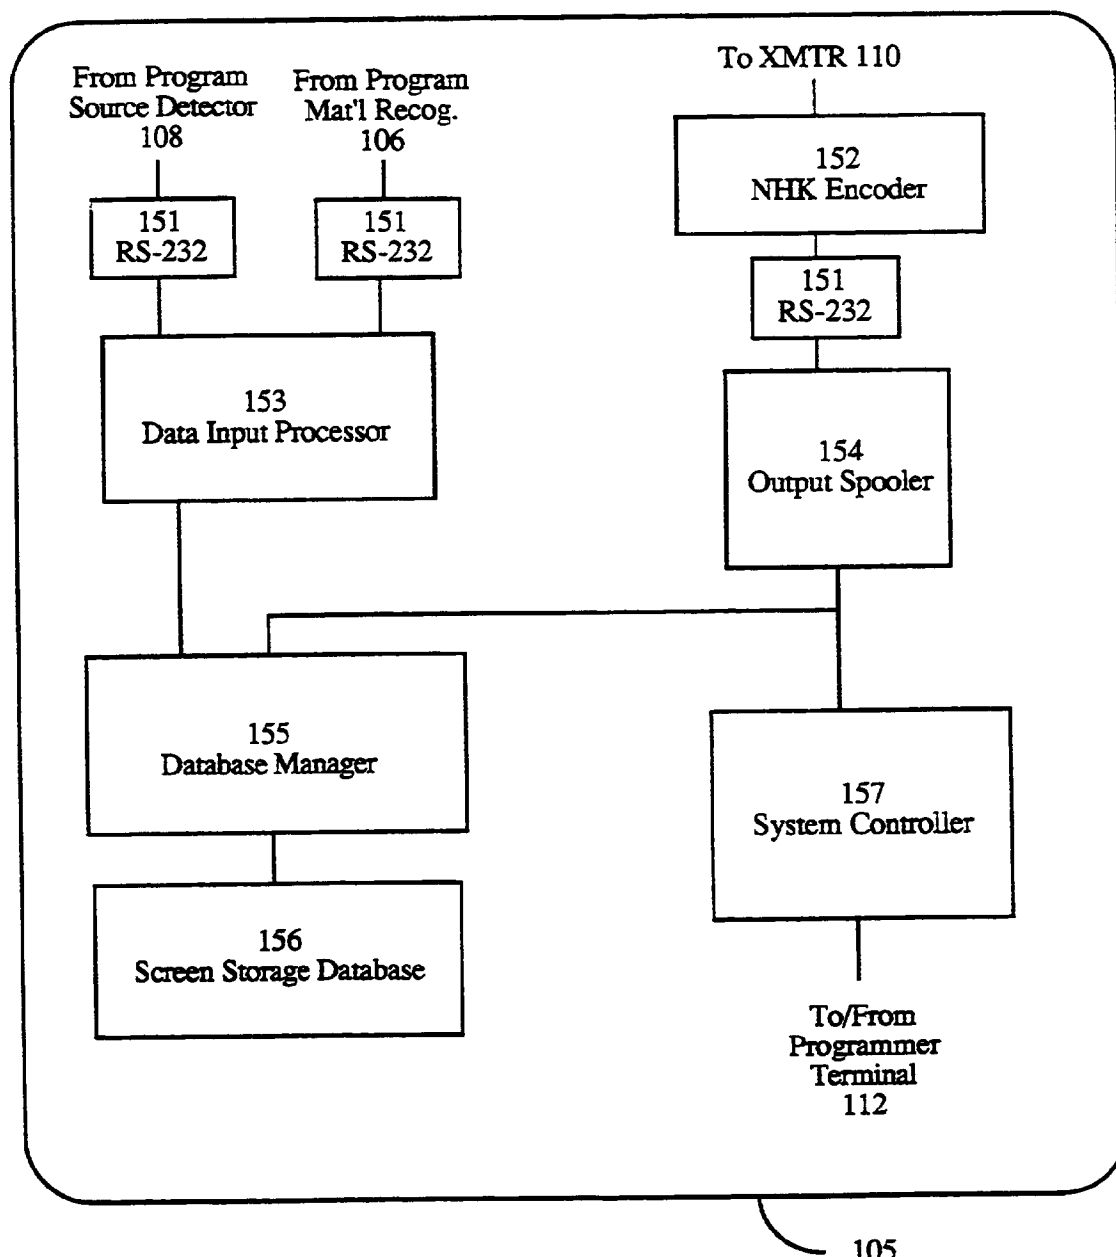 From Program
Source Detector
108
From Program
Mat'l Recog.
106
To XMTR 110
151
RS-232
151
RS-232
152
NHK Encoder
151
RS-232
153
Data Input Processor
154
Output Spooler
155
Database Manager
157
System Controller
156
Screen Storage Database
To/From
Programmer
Terminal
112
105